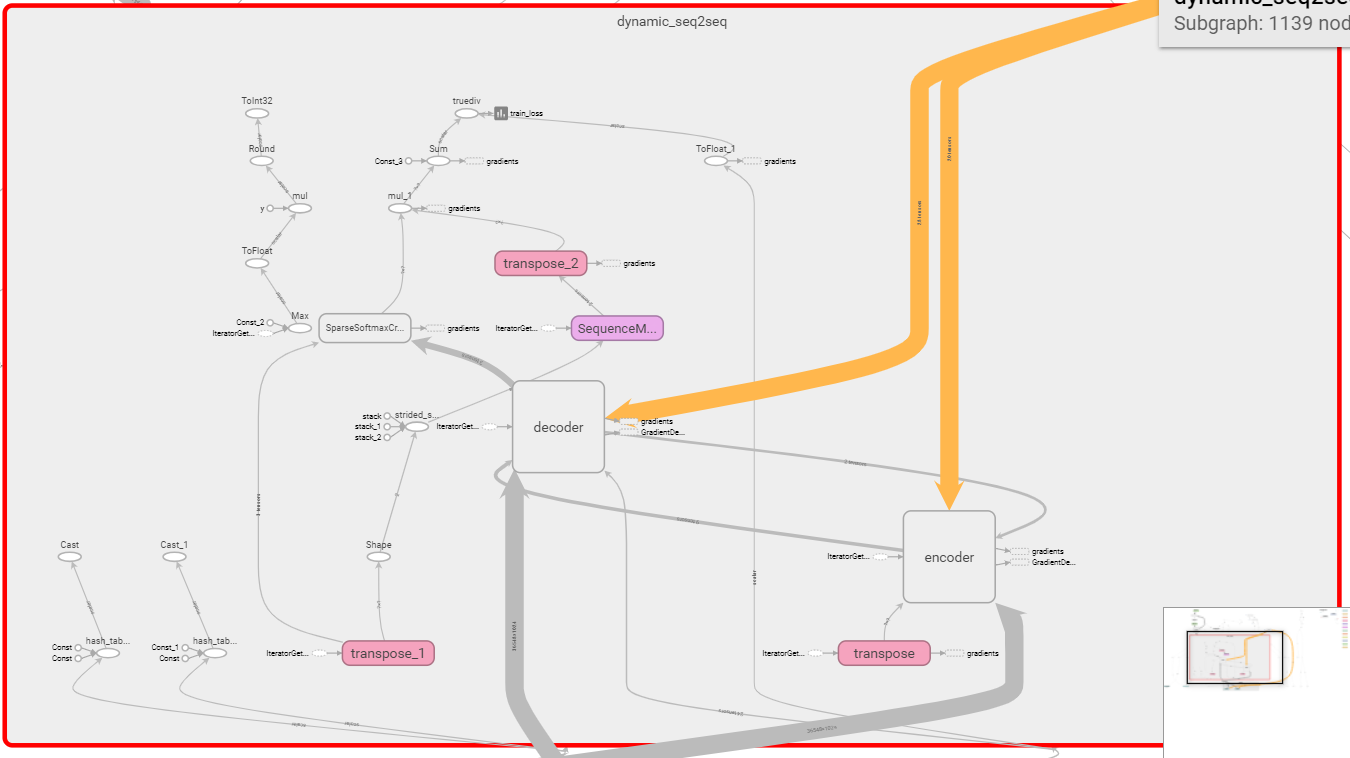 dynamic_seq2seq
dynamic_seq2se
Subgraph: 1139 nod
ToInt32
truediv
train_loss
Round
Const_3
Sum
gradients
ToFloat_1
gradients
mul
y
mul_1
gradients
ToFloat
transpose_2
gradients
Max
Const_2
IteratorGet...
SparseSoftmaxCr...
gradients
IteratorGet...
SequenceM...
stack
stack_1
stack_2
strided_s...
IteratorGet...
decoder
gradients
GradientDe...
Cast
Cast_1
Shape
IteratorGet...
encoder
gradients
GradientDe...
Const
Const
hash_tab...
Const_1
Const
hash_tab...
IteratorGet...
transpose_1
IteratorGet...
transpose
gradients